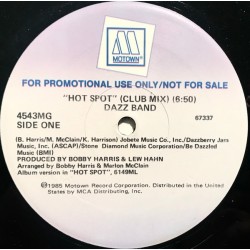 MOTOWN®
FOR PROMOTIONAL USE ONLY/NOT FOR SALE
"HOT SPOT" (CLUB MIX) (6:50)
DAZZ BAND
4543MG
67337
SIDE ONE
(B. Harris/M. McClain/K. Harrison) Jobete Music Co., Inc./Dazzberry Jam
Music, Inc. (ASCAP)/Stone Diamond Music Corporation/Be Dazzled
Music (BMI)
PRODUCED BY BOBBY HARRIS & LEW HAHN
Arranged by Bobby Harris and Marlon McClain
Album version in "HOT SPOT", 6149ML
℗1985 Motown Record Corporation, Distributed in the United
States by MCA Distributing, Inc.